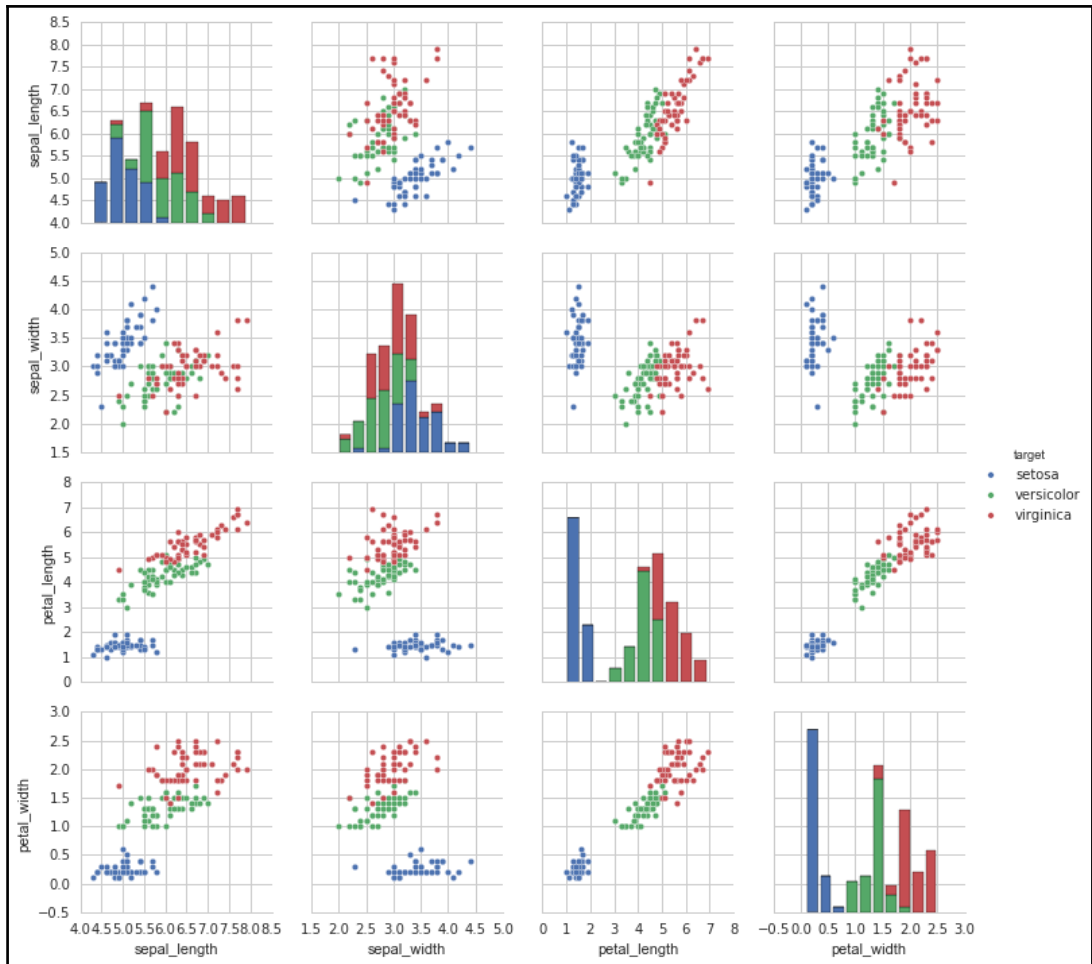 8.5
8.0
7.5
7.0
6.5
6.0
5.5
5.0
4.5
4.0
sepal_length
5.0
4.5
4.0
3.5
3.0
2.5
2.0
1.5
sepal_width
target
setosa
versicolor
virginica
8
7
6
5
4
3
2
1
0
petal_length
3.0
2.5
2.0
1.5
1.0
0.5
0.0
−0.5
petal_width
4.0 4.5 5.0 5.5 6.0 6.5 7.0 7.5 8.0 8.5
sepal_length
1.5 2.0 2.5 3.0 3.5 4.0 4.5 5.0
sepal_width
0 1 2 3 4 5 6 7 8
petal_length
−0.5 0.0 0.5 1.0 1.5 2.0 2.5 3.0
petal_width